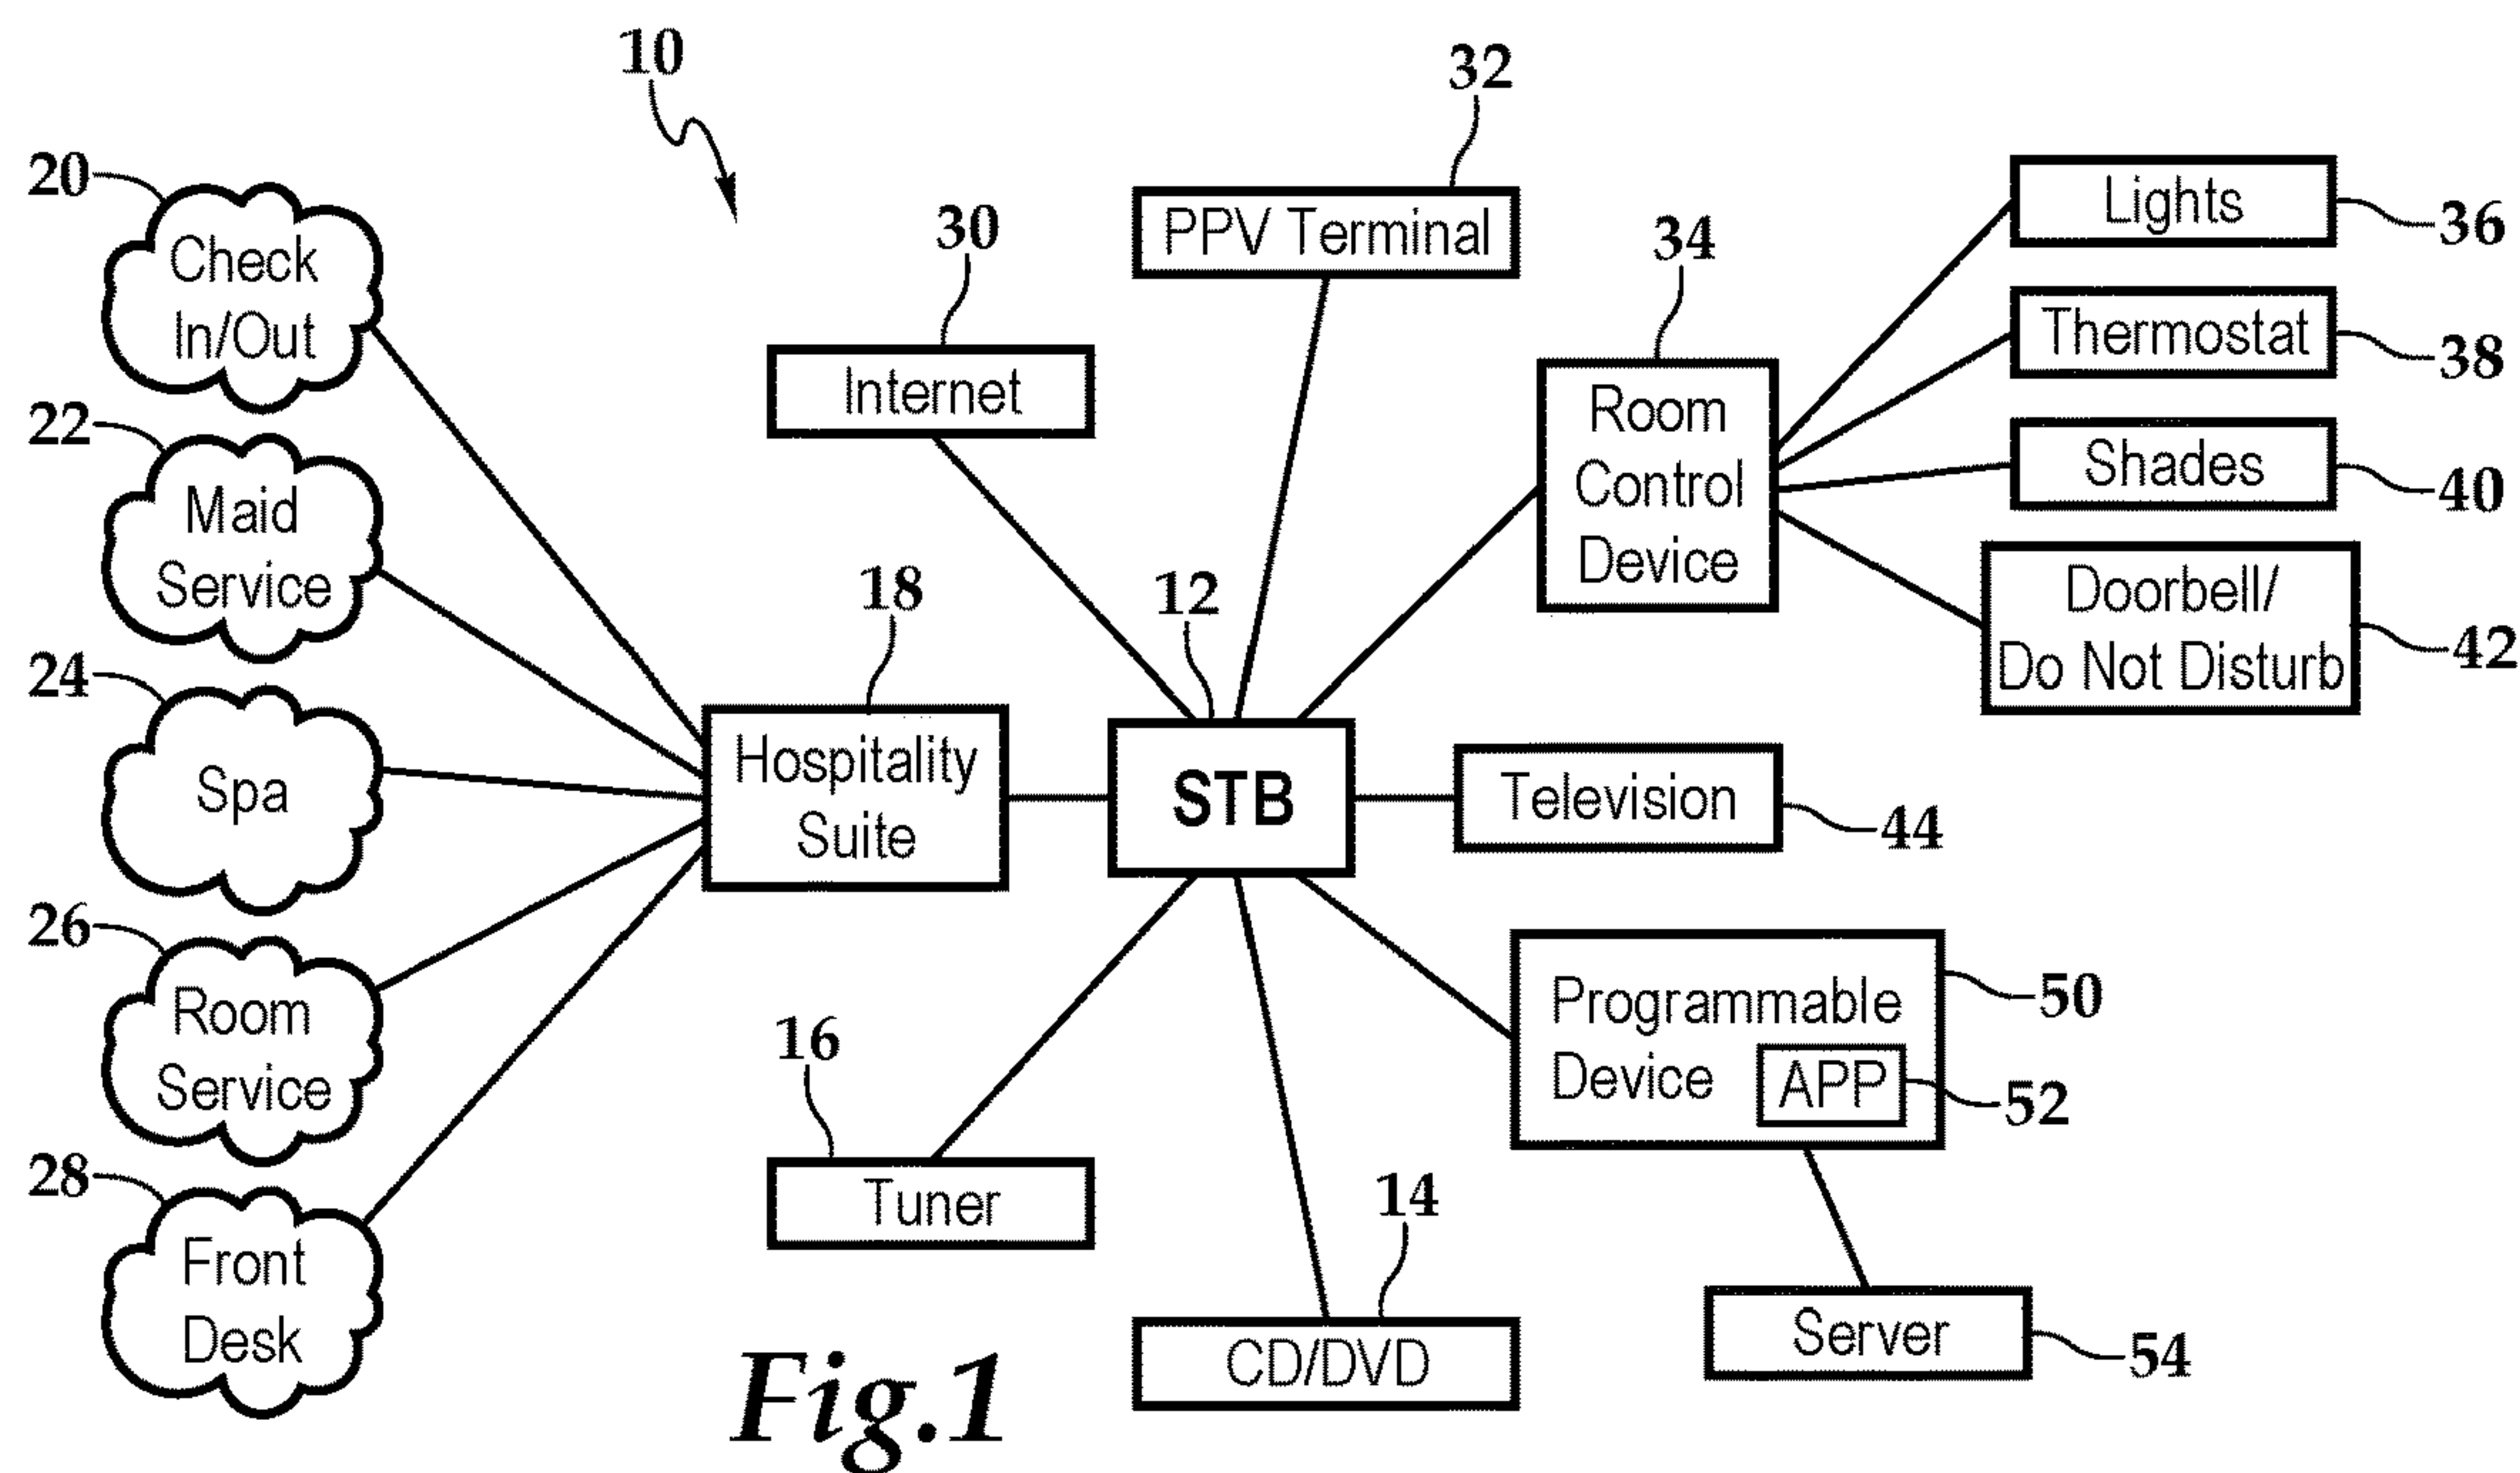 10
32
20
Check
In/Out
30
PPV Terminal
34
Lights
36
Internet
Thermostat
38
22
Maid
Service
Room
Control
Device
Shades
40
18
12
Doorbell/
Do Not Disturb
42
24
Spa
Hospitality
Suite
STB
Television
44
26
Room
Service
16
Programmable
Device
APP
50
52
28
Front
Desk
Tuner
14
CD/DVD
Server
54
Fig.1